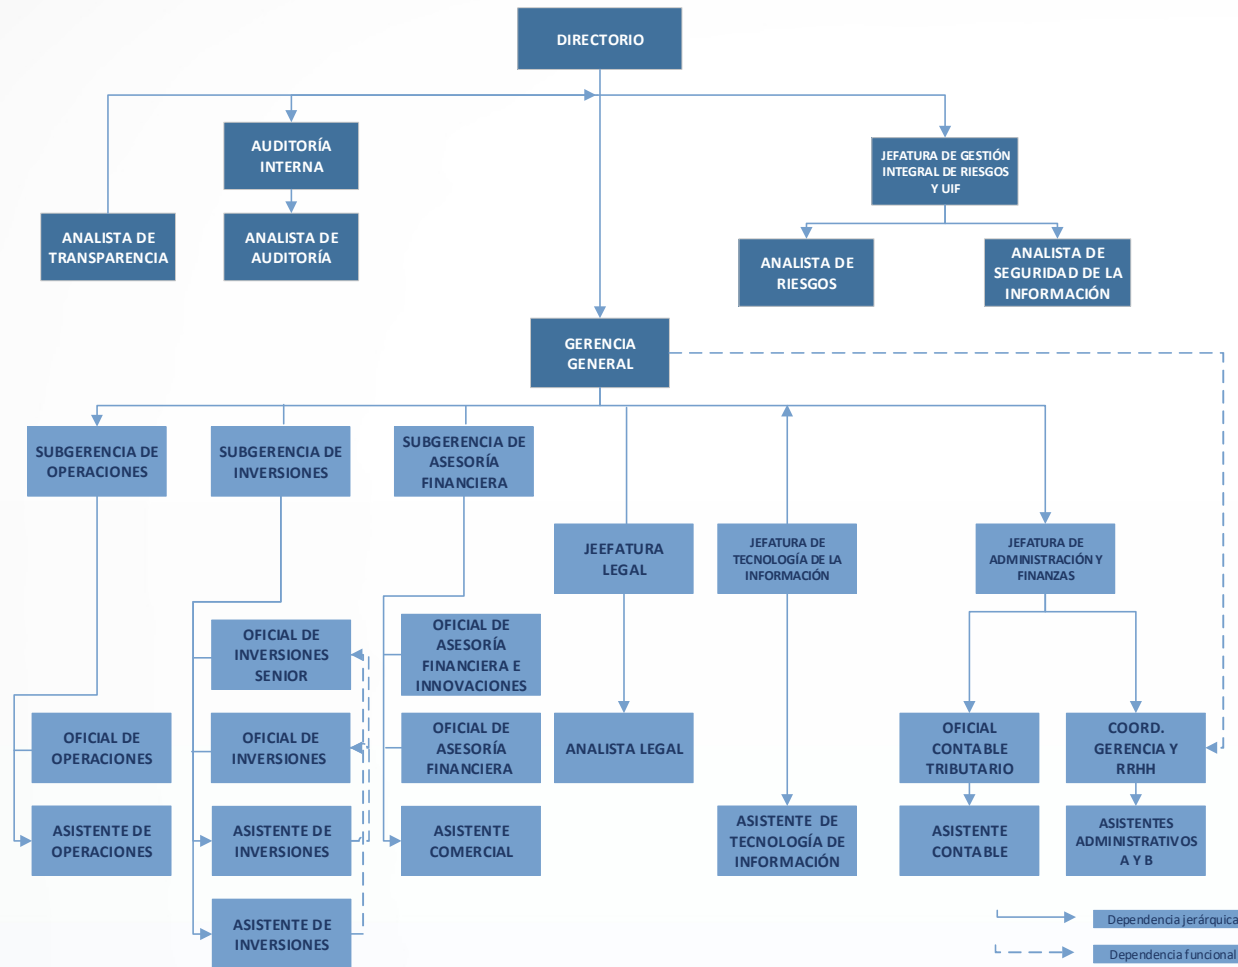 DIRECTORIO
AUDITORÍA
INTERNA
JEFATURA DE GESTIÓN
INTEGRAL DE RIESGOS
Y UIF
ANALISTA DE
TRANSPARENCIA
ANALISTA DE
AUDITORÍA
ANALISTA DE
RIESGOS
ANALISTA DE
SEGURIDAD DE LA
INFORMACIÓN
GERENCIA
GENERAL
SUBGERENCIA DE
OPERACIONES
SUBGERENCIA DE
INVERSIONES
SUBGERENCIA DE
ASESORÍA
FINANCIERA
JEEFATURA
LEGAL
JEFATURA DE
TECNOLOGÍA DE LA
INFORMACIÓN
JEFATURA DE
ADMINISTRACIÓN Y
FINANZAS
OFICIAL DE
INVERSIONES
SENIOR
OFICIAL DE
ASESORÍA
FINANCIERA E
INNOVACIONES
OFICIAL DE
OPERACIONES
OFICIAL DE
INVERSIONES
OFICIAL DE
ASESORÍA
FINANCIERA
ANALISTA LEGAL
OFICIAL
CONTABLE
TRIBUTARIO
COORD.
GERENCIA Y
RRHH
ASISTENTE DE
OPERACIONES
ASISTENTE DE
INVERSIONES
ASISTENTE
COMERCIAL
ASISTENTE DE
TECNOLOGÍA DE
INFORMACIÓN
ASISTENTE
CONTABLE
ASISTENTES
ADMINISTRATIVOS
A Y B
ASISTENTE DE
INVERSIONES
Dependencia jerárquica
Dependencia funcional